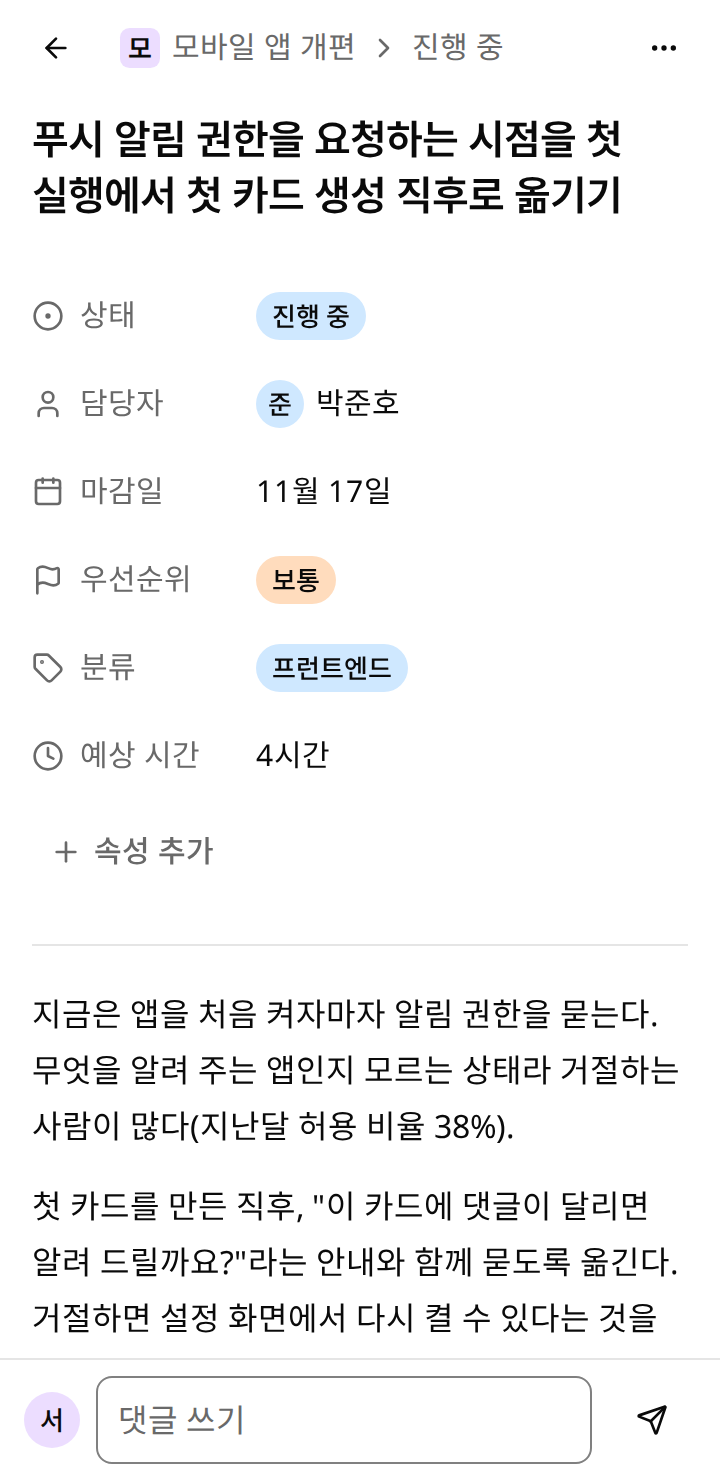 모 모바일 앱 개편 진행 중
푸시 알림 권한을 요청하는 시점을 첫
실행에서 첫 카드 생성 직후로 옮기기
상태 진행 중
담당자 준 박준호
마감일 11월 17일
우선순위 보통
분류 프런트엔드
예상 시간 4시간
속성 추가
지금은 앱을 처음 켜자마자 알림 권한을 묻는다.
무엇을 알려 주는 앱인지 모르는 상태라 거절하는
사람이 많다(지난달 허용 비율 38%).
첫 카드를 만든 직후, "이 카드에 댓글이 달리면
알려 드릴까요?"라는 안내와 함께 묻도록 옮긴다.
거절하면 설정 화면에서 다시 켤 수 있다는 것을
서 댓글 쓰기